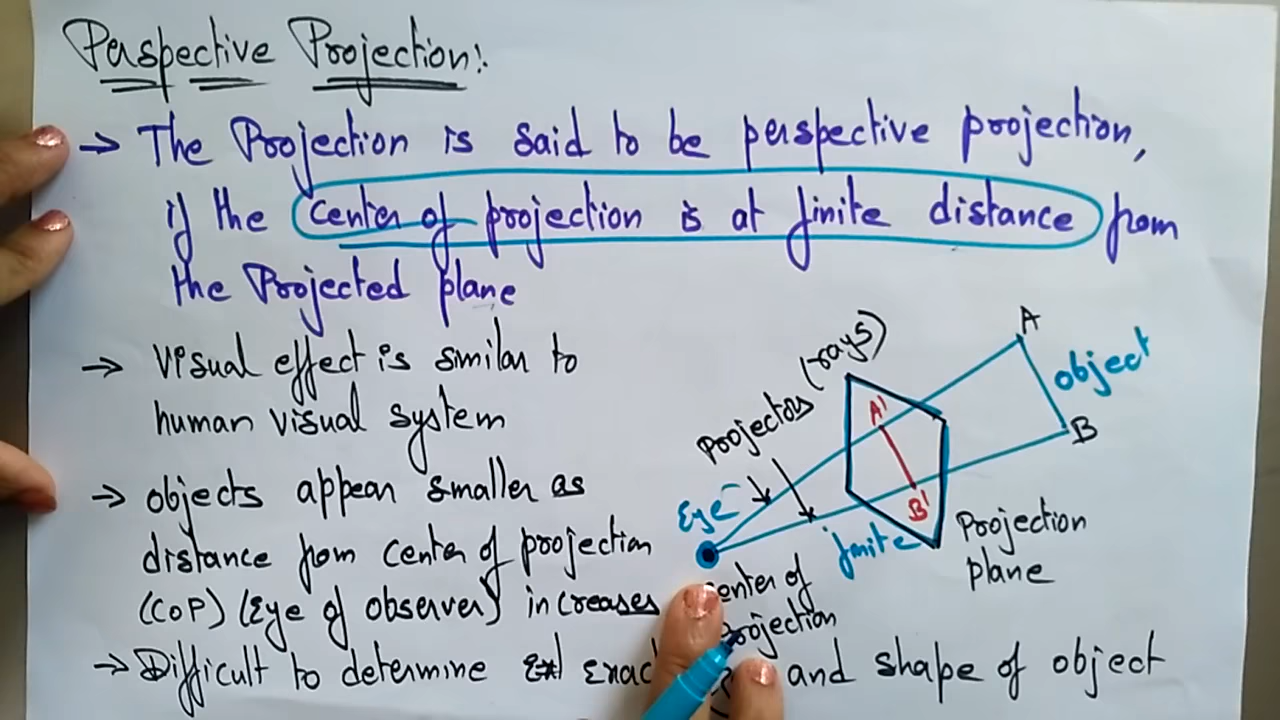 Perspective Projection:
→ The Projection is said to be perspective projection,
if the center of projection is at finite distance from
the Projected plane
→ Visual effect is similar to
human visual system
→ objects appear smaller as
distance from center of projection
(COP) (Eye of observer) increases
→ Difficult to determine and shape of object
Projectors (rays)
A
object
B
A'
B'
Eye
finite
Projection
plane
center of
Projection